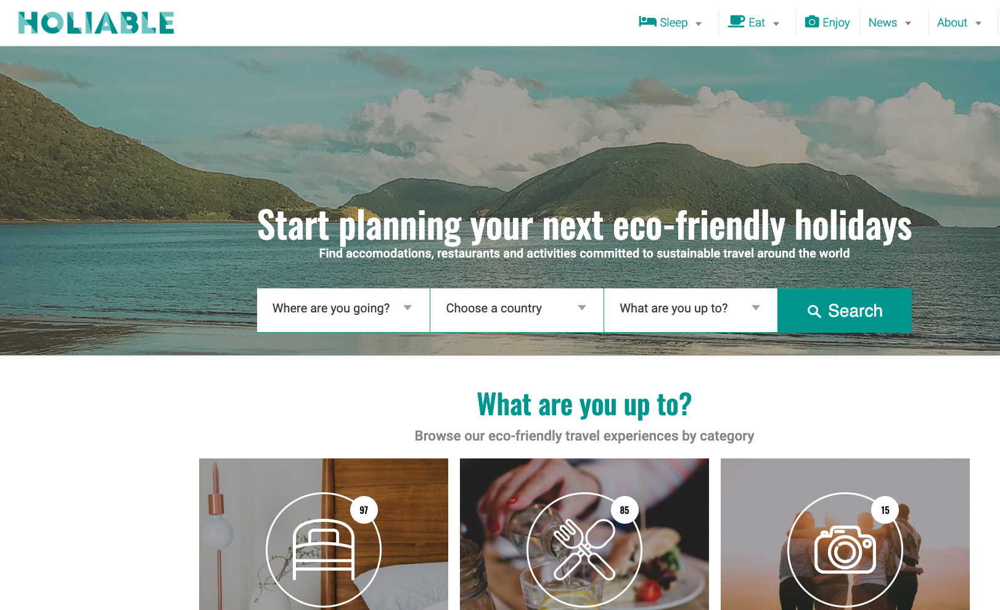 HOLIABLE
Sleep Eat Enjoy News About
Start planning your next eco-friendly holidays
Find accomodations, restaurants and activities committed to sustainable travel around the world
Where are you going? Choose a country What are you up to? Search
What are you up to?
Browse our eco-friendly travel experiences by category
97 85 15